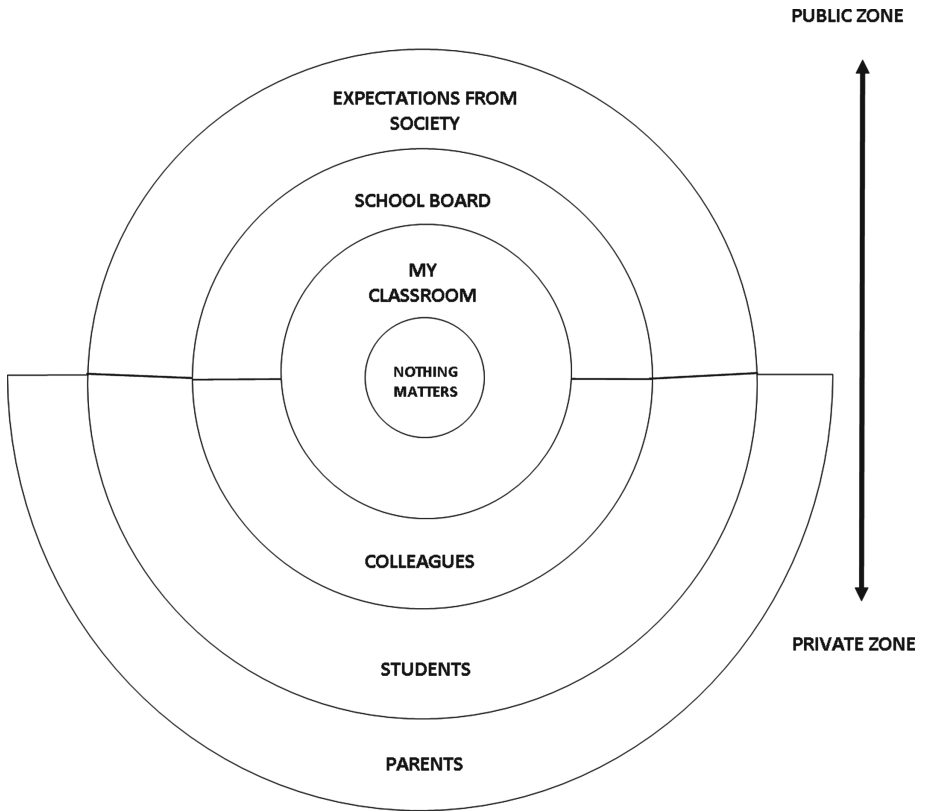 PUBLIC ZONE
EXPECTATIONS FROM
SOCIETY
SCHOOL BOARD
MY
CLASSROOM
NOTHING
MATTERS
COLLEAGUES
PRIVATE ZONE
STUDENTS
PARENTS